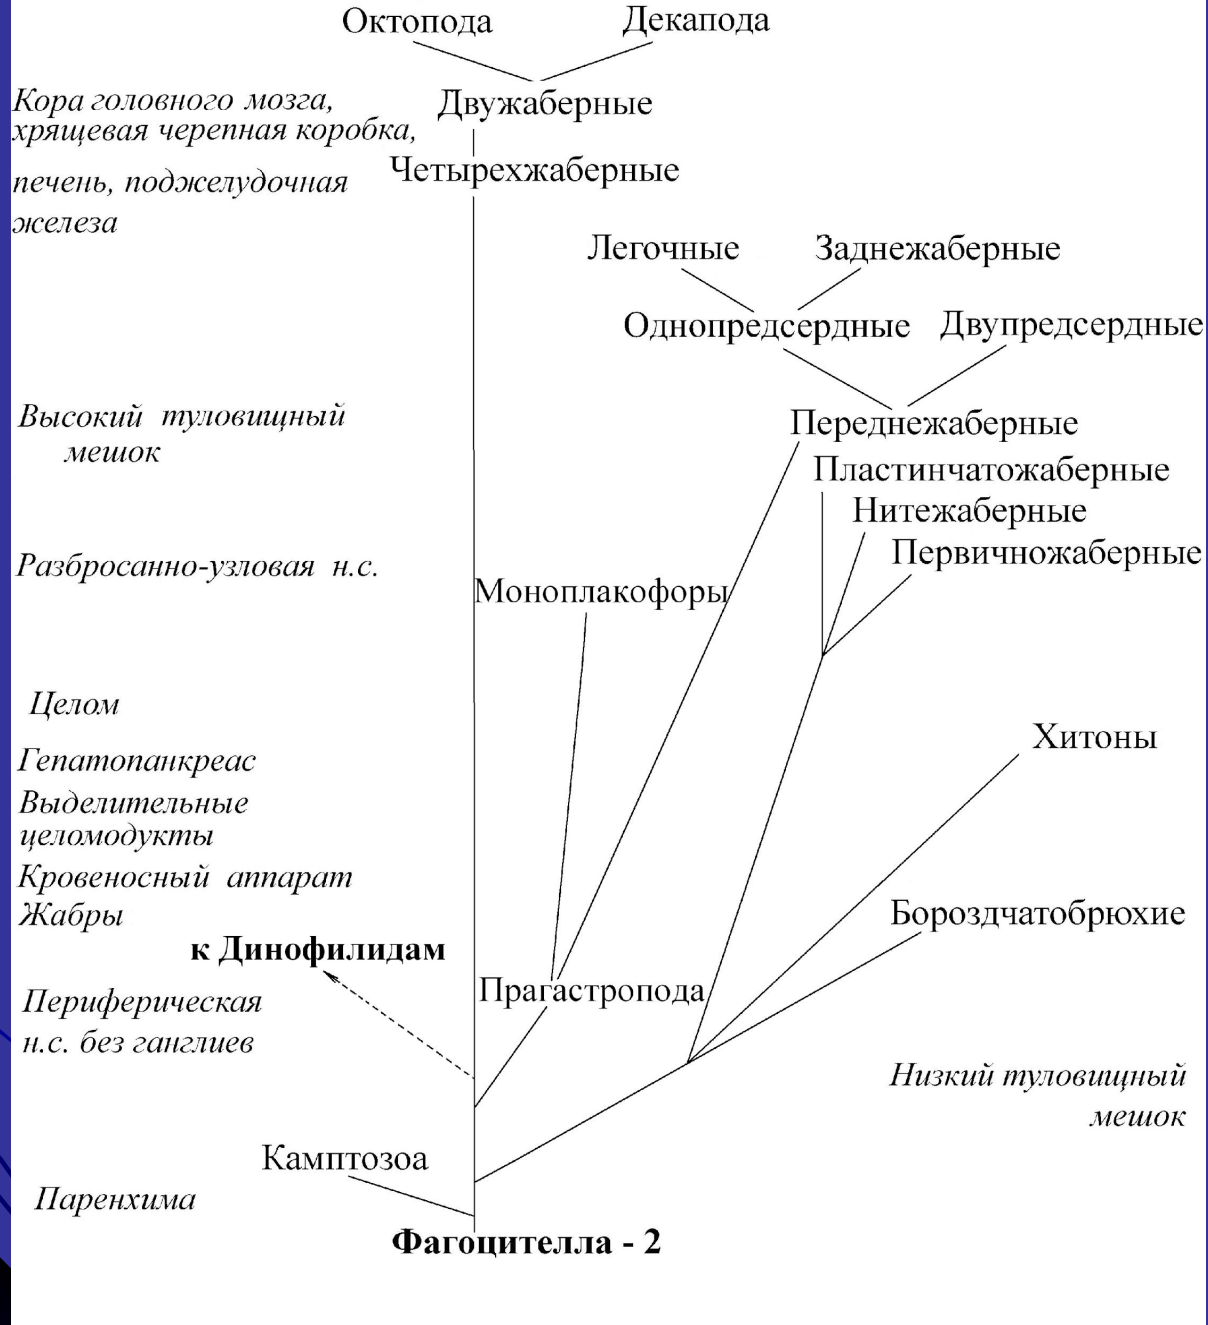 Октопода Декапода
Кора головного мозга, Двужаберные
хрящевая черепная коробка,
Четырехжаберные
печень, поджелудочная
железа
Легочные Заднежаберные
Однопредсердные Двупредсердные
Высокий туловищный Переднежаберные
мешок
Пластинчатожаберные
Нитежаберные
Первичножаберные
Разбросанно-узловая н.с.
Моноплакофоры
Целом
Хитоны
Гепатопанкреас
Выделительные
целомодукты
Кровеносный аппарат
Жабры Бороздчатобрюхие
к Динофилидам
Прагастропода
Периферическая
н.с. без ганглиев
Низкий туловищный
мешок
Камптозоа
Паренхима
Фагоцителла - 2